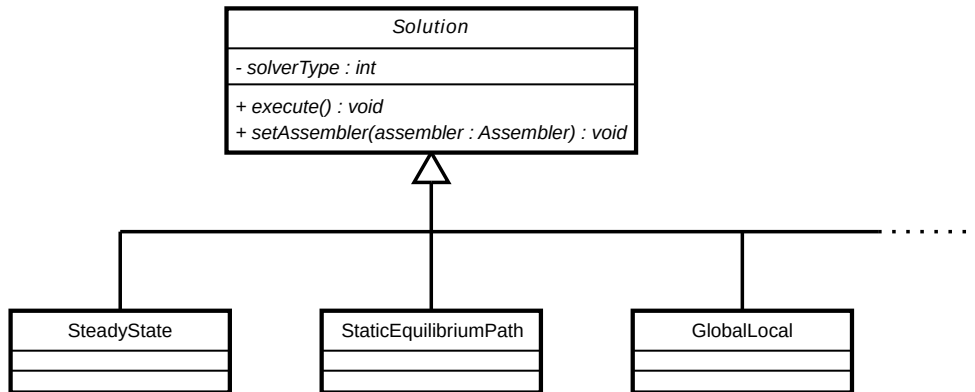 Solution
- solverType : int
+ execute() : void
+ setAssembler(assembler : Assembler) : void
SteadyState
StaticEquilibriumPath
GlobalLocal